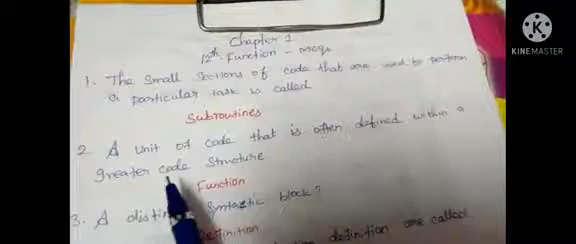 Chapter 1
12th Function - mcqs
1. The small sections of code that are used to perform
a particular task is called
Subroutines
2. A unit of code that is often defined within a
greater code structure
Function
3. A distinct syntactic block?
Definition
definition are called
K
KINEMASTER